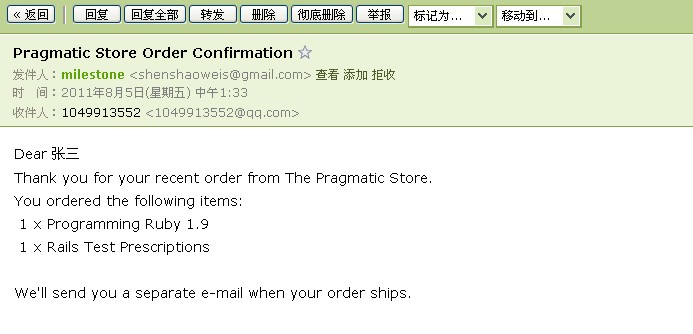 « 返回 | 回复 回复全部 转发 删除 彻底删除 举报 标记为... 移动到...
Pragmatic Store Order Confirmation ☆
发件人：milestone <shenshaoweis@gmail.com> 查看 添加 拒收
时　间：2011年8月5日(星期五) 中午1:33
收件人：1049913552 <1049913552@qq.com>
Dear 张三
Thank you for your recent order from The Pragmatic Store.
You ordered the following items:
1 x Programming Ruby 1.9
1 x Rails Test Prescriptions
We'll send you a separate e-mail when your order ships.